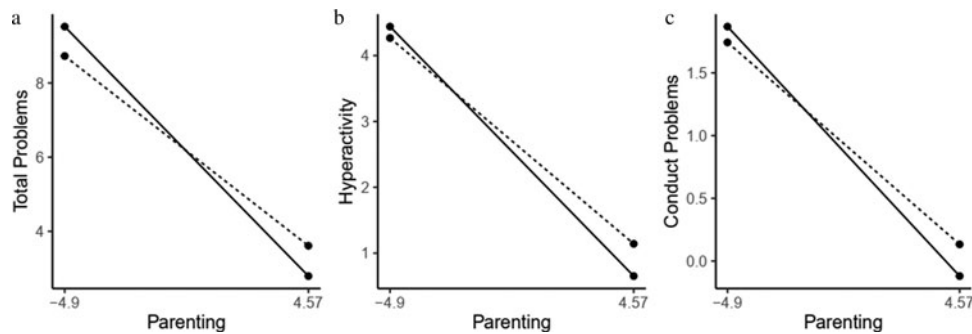 a
Total Problems
8
6
4
−4.9
4.57
Parenting
b
Hyperactivity
4
3
2
1
−4.9
4.57
Parenting
c
Conduct Problems
1.5
1.0
0.5
0.0
−4.9
4.57
Parenting